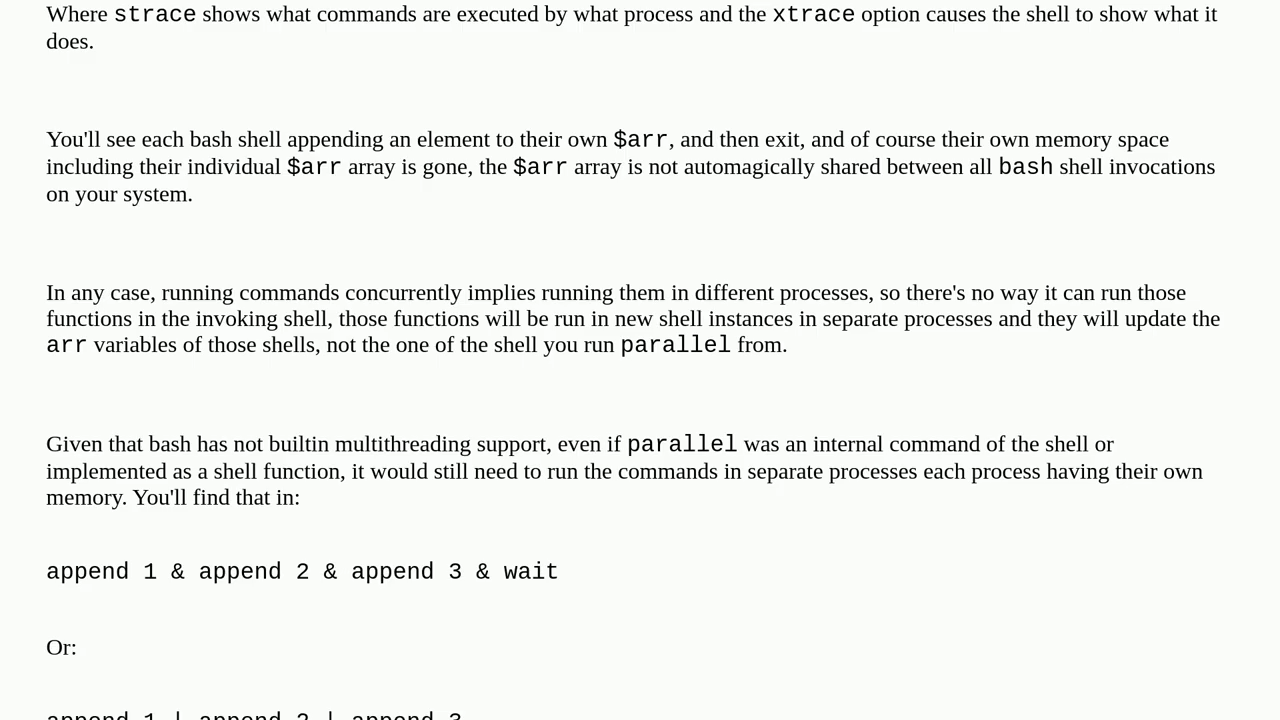 Where strace shows what commands are executed by what process and the xtrace option causes the shell to show what it
does.
You'll see each bash shell appending an element to their own $arr, and then exit, and of course their own memory space
including their individual $arr array is gone, the $arr array is not automagically shared between all bash shell invocations
on your system.
In any case, running commands concurrently implies running them in different processes, so there's no way it can run those
functions in the invoking shell, those functions will be run in new shell instances in separate processes and they will update the
arr variables of those shells, not the one of the shell you run parallel from.
Given that bash has not builtin multithreading support, even if parallel was an internal command of the shell or
implemented as a shell function, it would still need to run the commands in separate processes each process having their own
memory. You'll find that in:
append 1 & append 2 & append 3 & wait
Or:
append 1 | append 2 | append 3